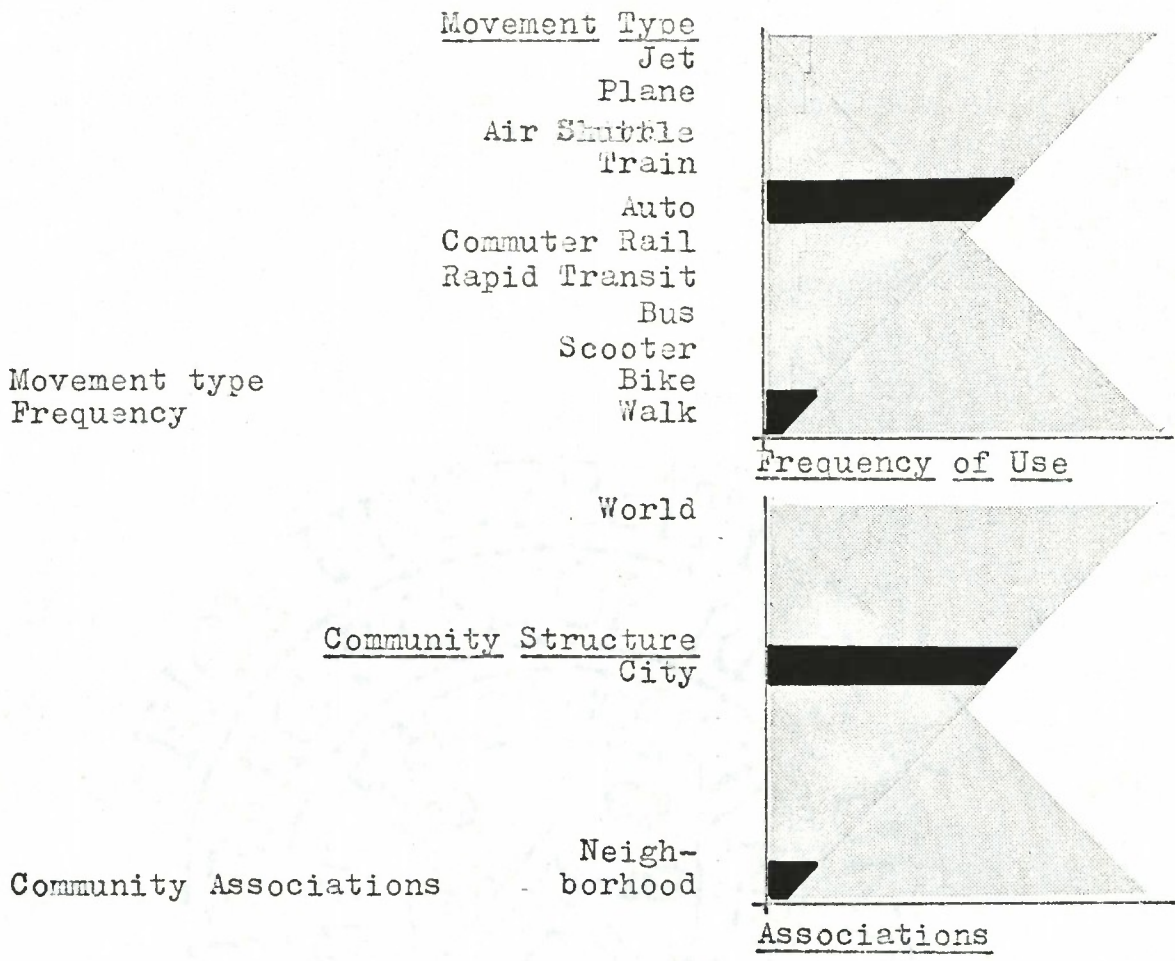 Movement Type
Jet
Plane
Air Shuttle
Train
Auto
Commuter Rail
Rapid Transit
Bus
Scooter
Bike
Walk
Movement type
Frequency
Frequency of Use
World
Community Structure
City
Neigh-
borhood
Community Associations
Associations